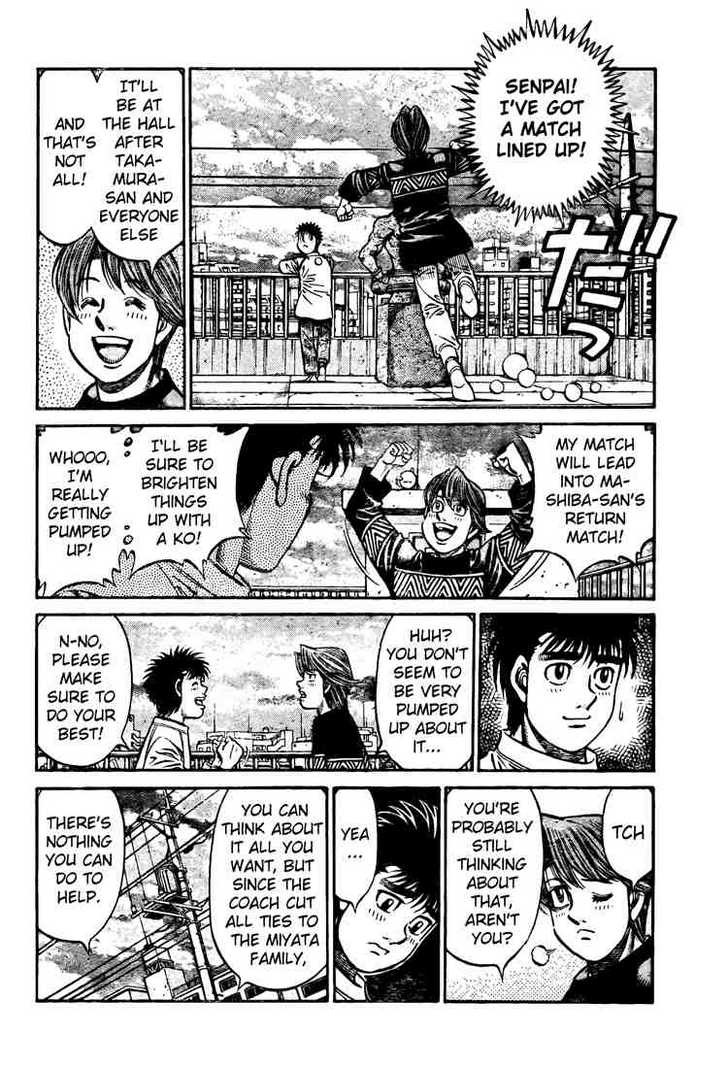 SENPAI!
I'VE GOT
A MATCH
LINED UP!
だっ
IT'LL
BE AT
THE HALL
AFTER
TAKA-
MURA-
SAN AND
EVERYONE
ELSE
AND
THAT'S
NOT
ALL!
MY MATCH
WILL LEAD
INTO MA-
SHIBA-SAN'S
RETURN
MATCH!
I'LL BE
SURE TO
BRIGHTEN
THINGS
UP WITH
A KO!
WHOOO,
I'M
REALLY
GETTING
PUMPED
UP!
HUH?
YOU DON'T
SEEM TO
BE VERY
PUMPED
UP ABOUT
IT...
N-NO,
PLEASE
MAKE
SURE TO
DO YOUR
BEST!
TCH
YOU'RE
PROBABLY
STILL
THINKING
ABOUT
THAT,
AREN'T
YOU?
YEA
...
YOU CAN
THINK ABOUT
IT ALL YOU
WANT, BUT
SINCE THE
COACH CUT
ALL TIES TO
THE MIYATA
FAMILY,
THERE'S
NOTHING
YOU CAN
DO TO
HELP.